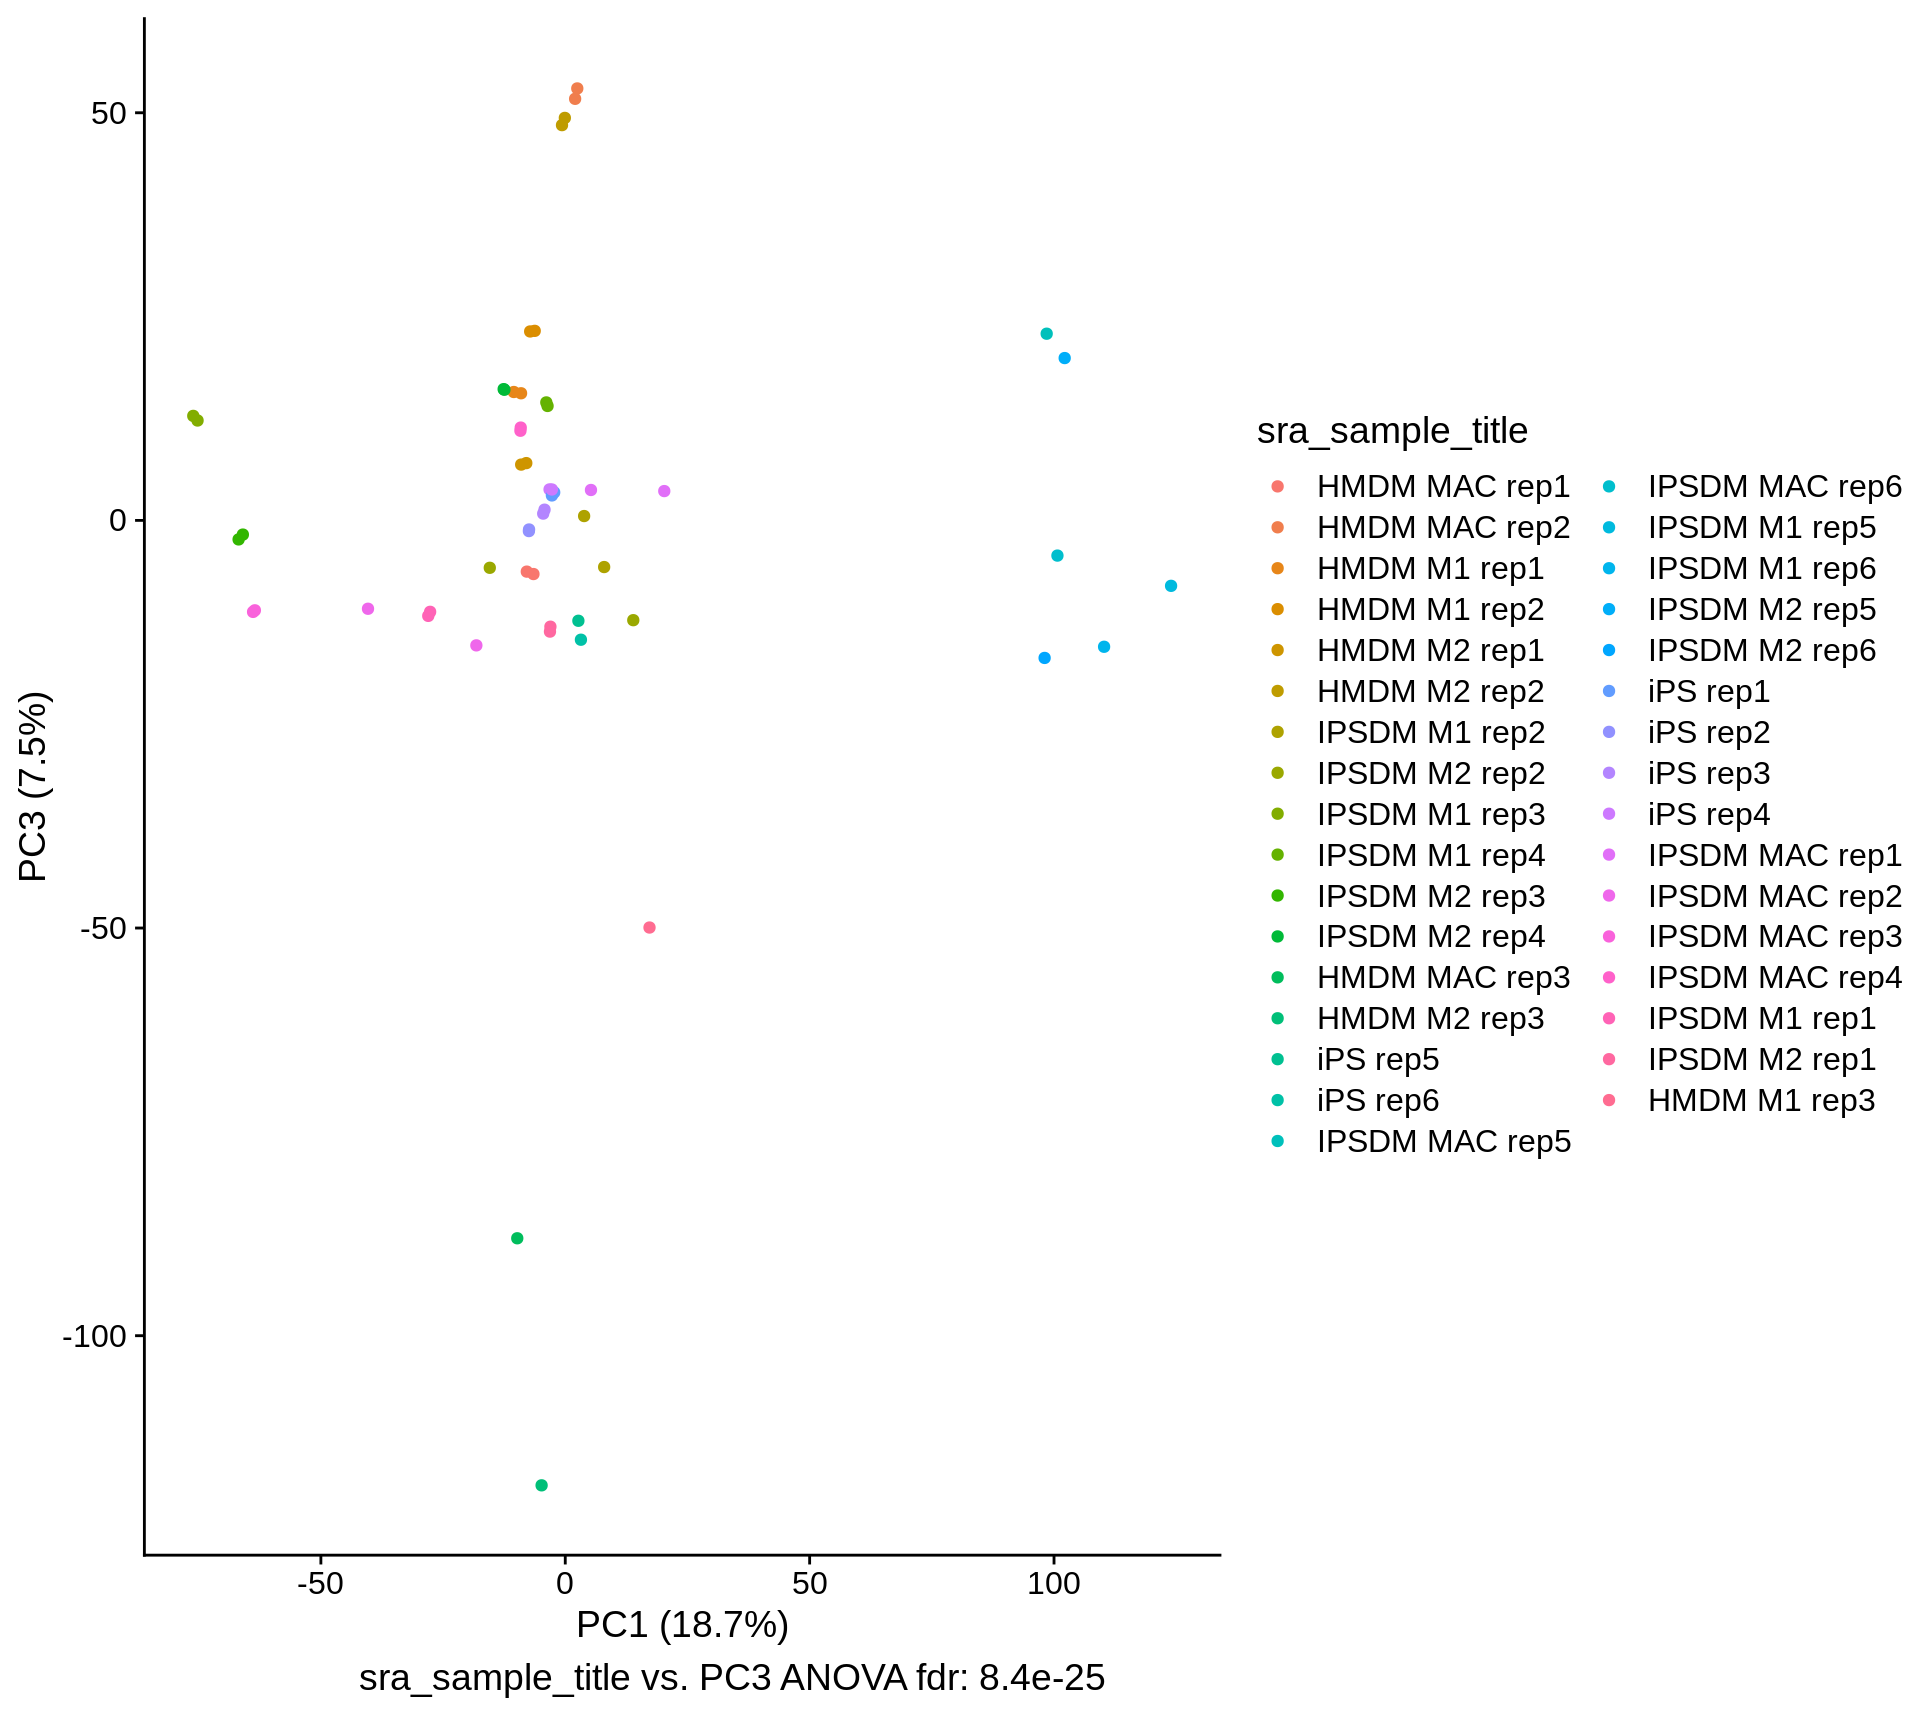 50
0
-50
-100
PC3 (7.5%)
-50
0
50
100
PC1 (18.7%)
sra_sample_title vs. PC3 ANOVA fdr: 8.4e-25
sra_sample_title
HMDM MAC rep1
HMDM MAC rep2
HMDM M1 rep1
HMDM M1 rep2
HMDM M2 rep1
HMDM M2 rep2
IPSDM M1 rep2
IPSDM M2 rep2
IPSDM M1 rep3
IPSDM M1 rep4
IPSDM M2 rep3
IPSDM M2 rep4
HMDM MAC rep3
HMDM M2 rep3
iPS rep5
iPS rep6
IPSDM MAC rep5
IPSDM MAC rep6
IPSDM M1 rep5
IPSDM M1 rep6
IPSDM M2 rep5
IPSDM M2 rep6
iPS rep1
iPS rep2
iPS rep3
iPS rep4
IPSDM MAC rep1
IPSDM MAC rep2
IPSDM MAC rep3
IPSDM MAC rep4
IPSDM M1 rep1
IPSDM M2 rep1
HMDM M1 rep3